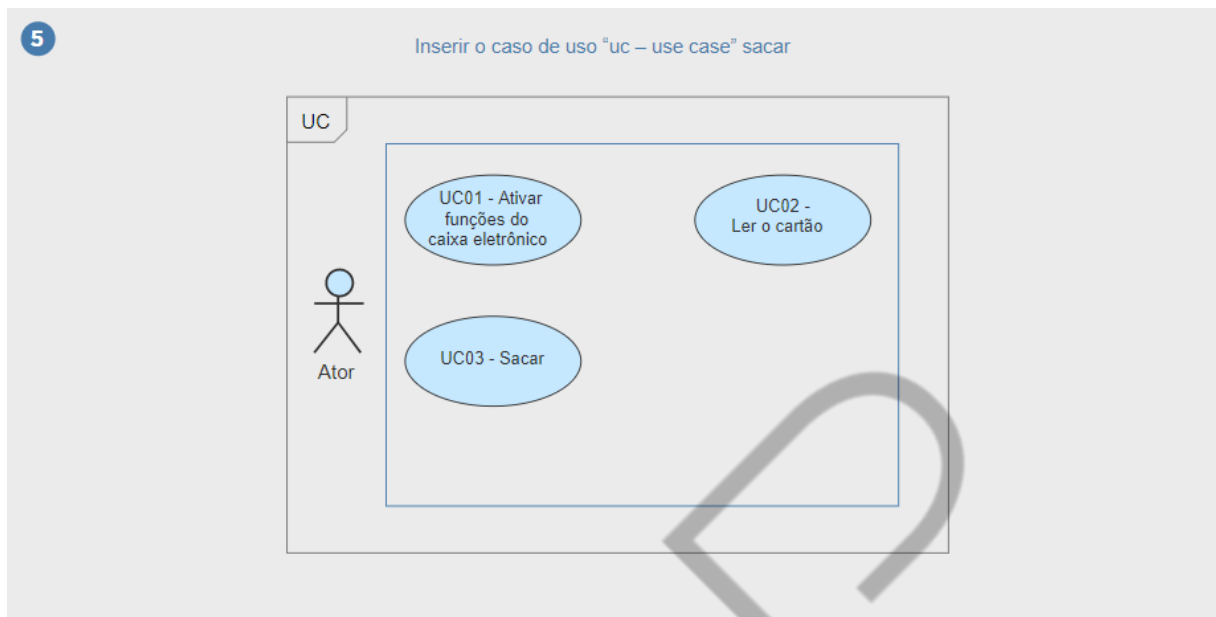 5
Inserir o caso de uso “uc – use case” sacar
UC
UC01 - Ativar
funções do
caixa eletrônico
UC02 -
Ler o cartão
UC03 - Sacar
Ator